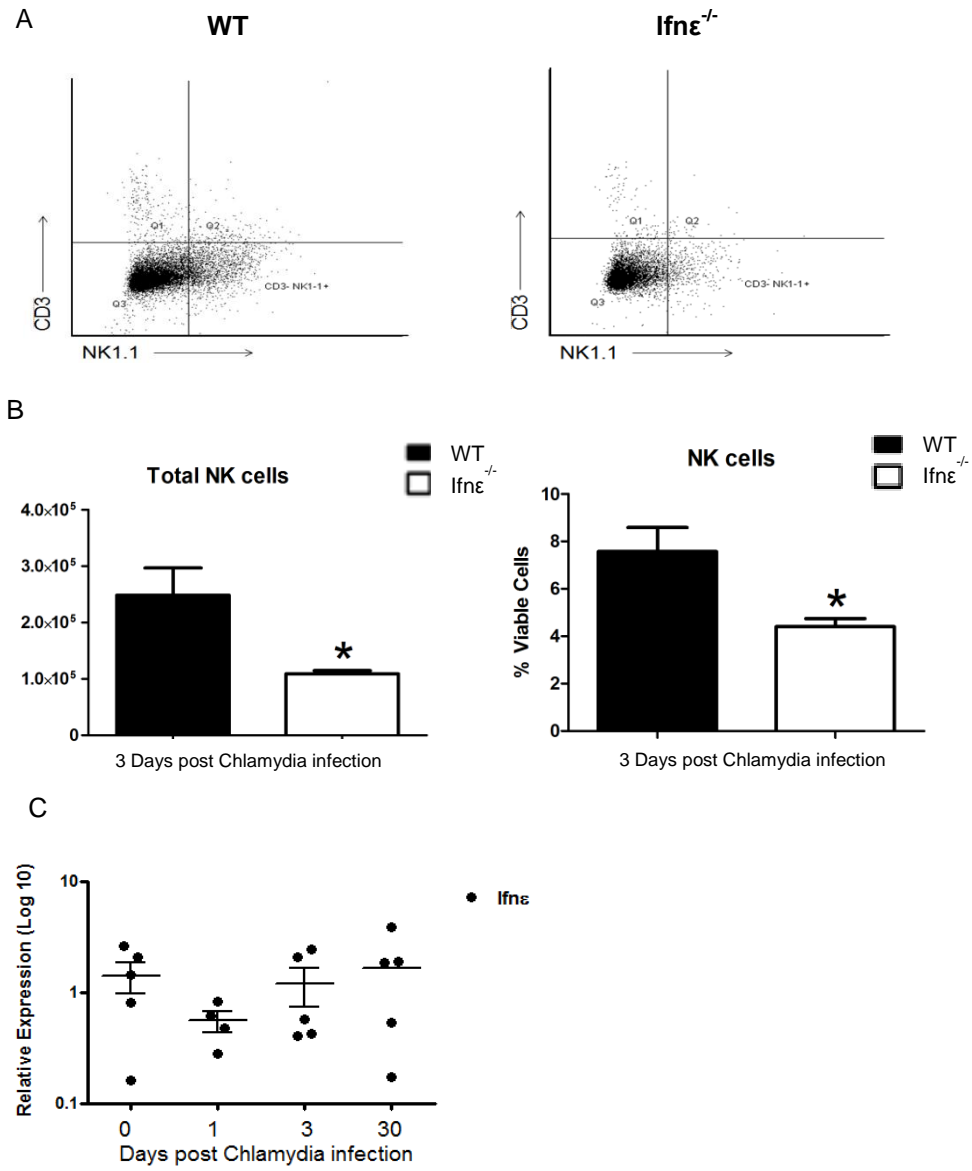 A
WT
Ifnε-/-
CD3
Q1
Q2
Q3
CD3- NK1-1+
NK1.1
CD3
Q1
Q2
Q3
CD3- NK1-1+
NK1.1
B
Total NK cells
WT
Ifnε-/-
4.0×10⁵
3.0×10⁵
2.0×10⁵
1.0×10⁵
0
*
3 Days post Chlamydia infection
NK cells
WT
Ifnε-/-
% Viable Cells
10
8
6
4
2
0
*
3 Days post Chlamydia infection
C
Relative Expression (Log 10)
10
1
0.1
Ifnε
0 1 3 30
Days post Chlamydia infection